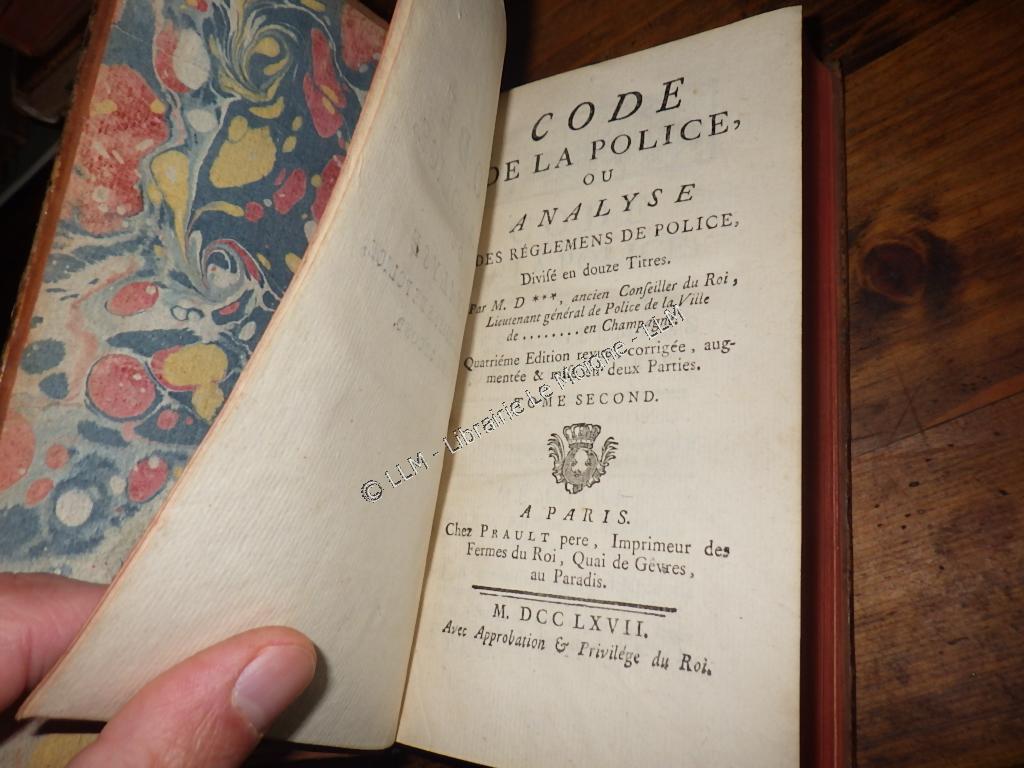 CODE
DE LA POLICE,
OU
ANALYSE
DES RÉGLEMENS DE POLICE,
Divisé en douze Titres.
Par M. D ***, ancien Conseiller du Roi,
Lieutenant général de Police de la Ville
de ........ en Champagne.
Quatriéme Edition revue, corrigée, aug-
mentée & en deux Parties.
TOME SECOND.
A PARIS.
Chez PRAULT pere, Imprimeur des
Fermes du Roi, Quai de Gêvres,
au Paradis.
M. DCC LXVII.
Avec Approbation & Privilége du Roi.
© LLM - Librairie Le Moigne - LLM